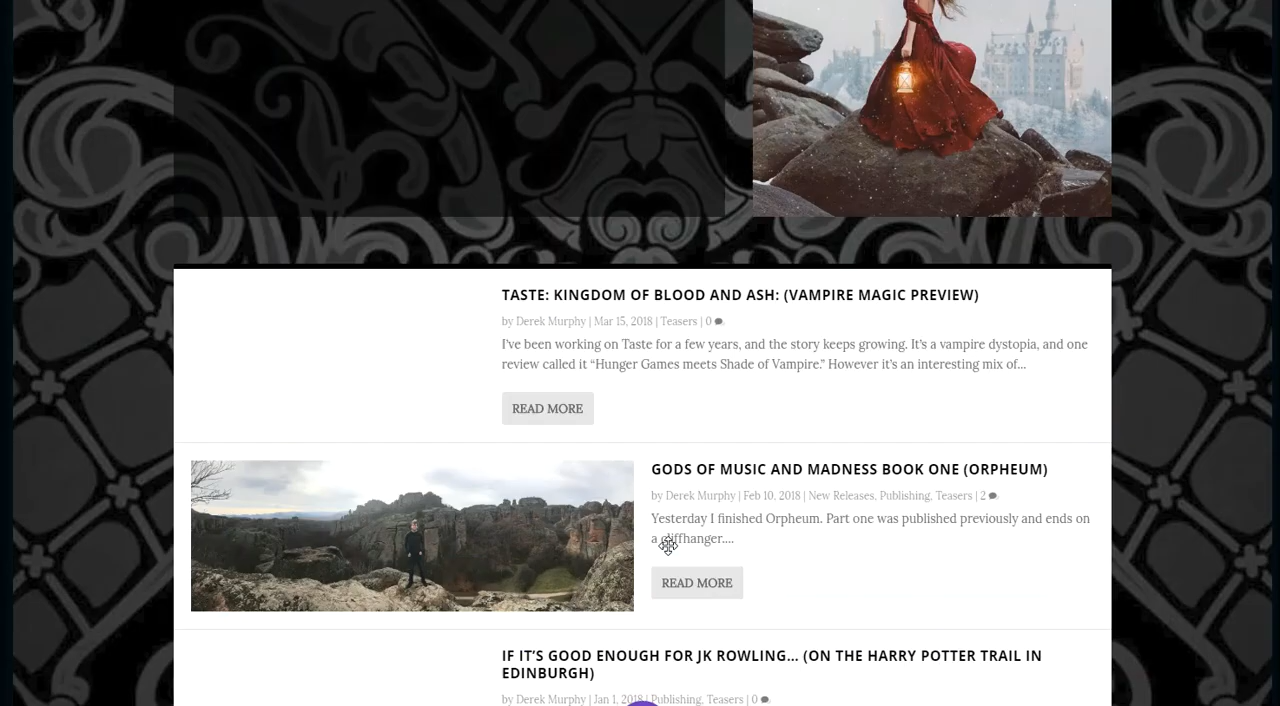 TASTE: KINGDOM OF BLOOD AND ASH: (VAMPIRE MAGIC PREVIEW)
by Derek Murphy | Mar 15, 2018 | Teasers | 0
I’ve been working on Taste for a few years, and the story keeps growing. It’s a vampire dystopia, and one
review called it “Hunger Games meets Shade of Vampire.” However it’s an interesting mix of...
READ MORE
GODS OF MUSIC AND MADNESS BOOK ONE (ORPHEUM)
by Derek Murphy | Feb 10, 2018 | New Releases, Publishing, Teasers | 2
Yesterday I finished Orpheum. Part one was published previously and ends on
a cliffhanger....
READ MORE
IF IT’S GOOD ENOUGH FOR JK ROWLING… (ON THE HARRY POTTER TRAIL IN
EDINBURGH)
by Derek Murphy | Jan 1, 2018 | Publishing, Teasers | 0